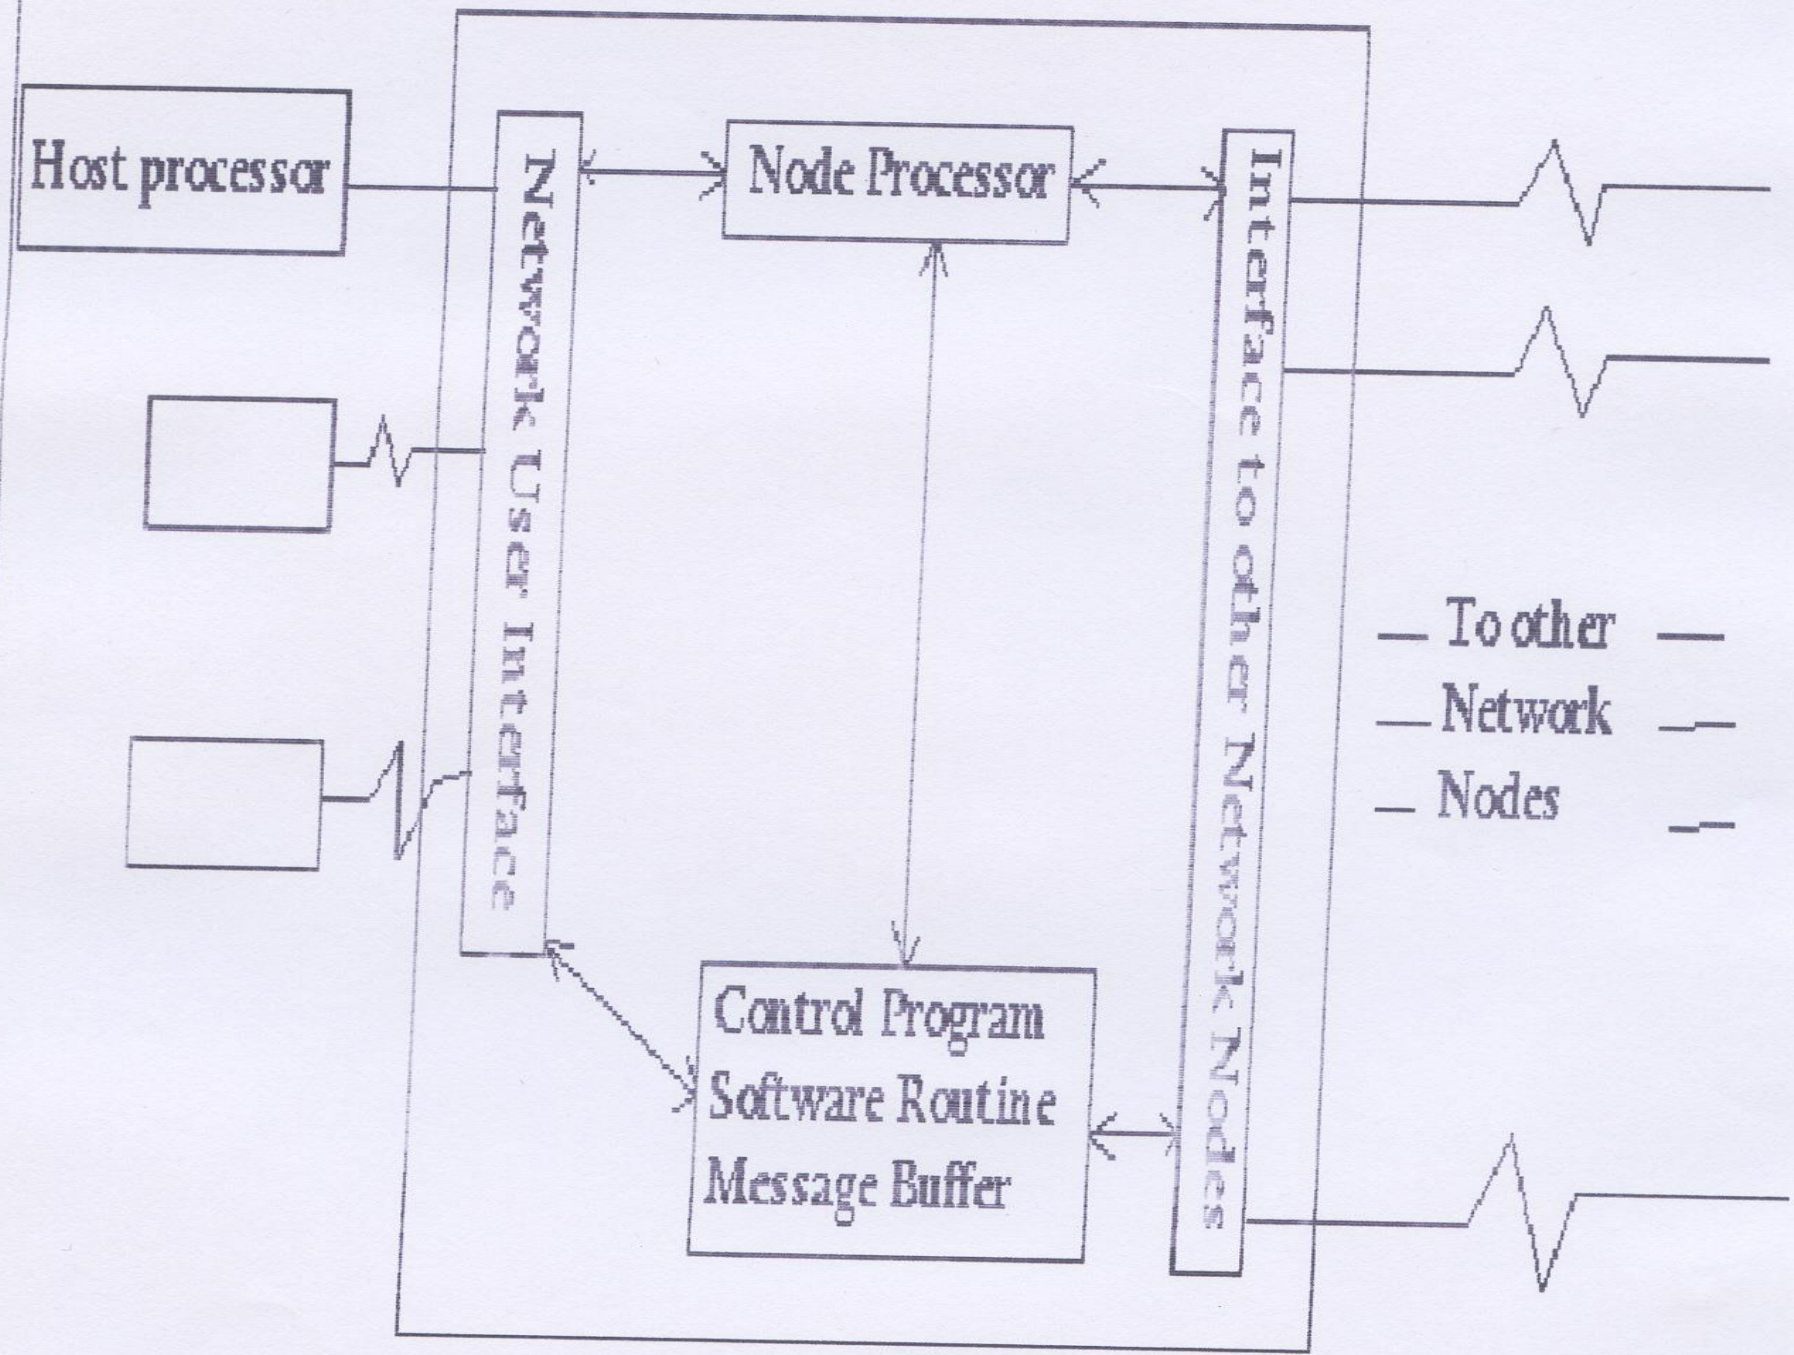 Host processor
Network User Interface
Node Processor
Interface to other Network Nodes
To other
Network
Nodes
Control Program
Software Routine
Message Buffer